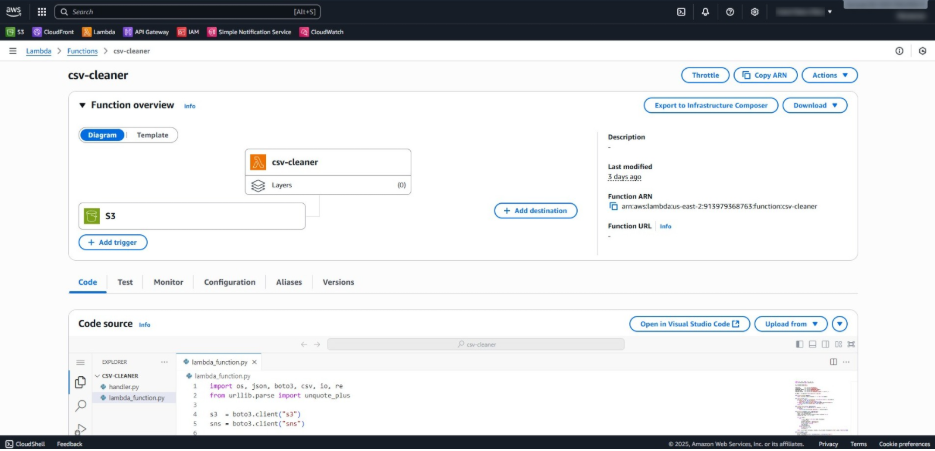 aws Search [Alt+S]
S3 CloudFront Lambda API Gateway IAM Simple Notification Service CloudWatch
Lambda > Functions > csv-cleaner
csv-cleaner Throttle Copy ARN Actions ▼
▼ Function overview Info Export to Infrastructure Composer Download ▼
Diagram Template
csv-cleaner
Layers (0)
S3
+ Add destination
+ Add trigger
Description
-
Last modified
3 days ago
Function ARN
arn:aws:lambda:us-east-2:913979368763:function:csv-cleaner
Function URL Info
-
Code Test Monitor Configuration Aliases Versions
Code source Info Open in Visual Studio Code Upload from ▼
csv-cleaner
EXPLORER ... lambda_function.py ×
CSV-CLEANER lambda_function.py
handler.py
lambda_function.py
1 import os, json, boto3, csv, io, re
2 from urllib.parse import unquote_plus
3
4 s3 = boto3.client("s3")
5 sns = boto3.client("sns")
6
CloudShell Feedback © 2025, Amazon Web Services, Inc. or its affiliates. Privacy Terms Cookie preferences